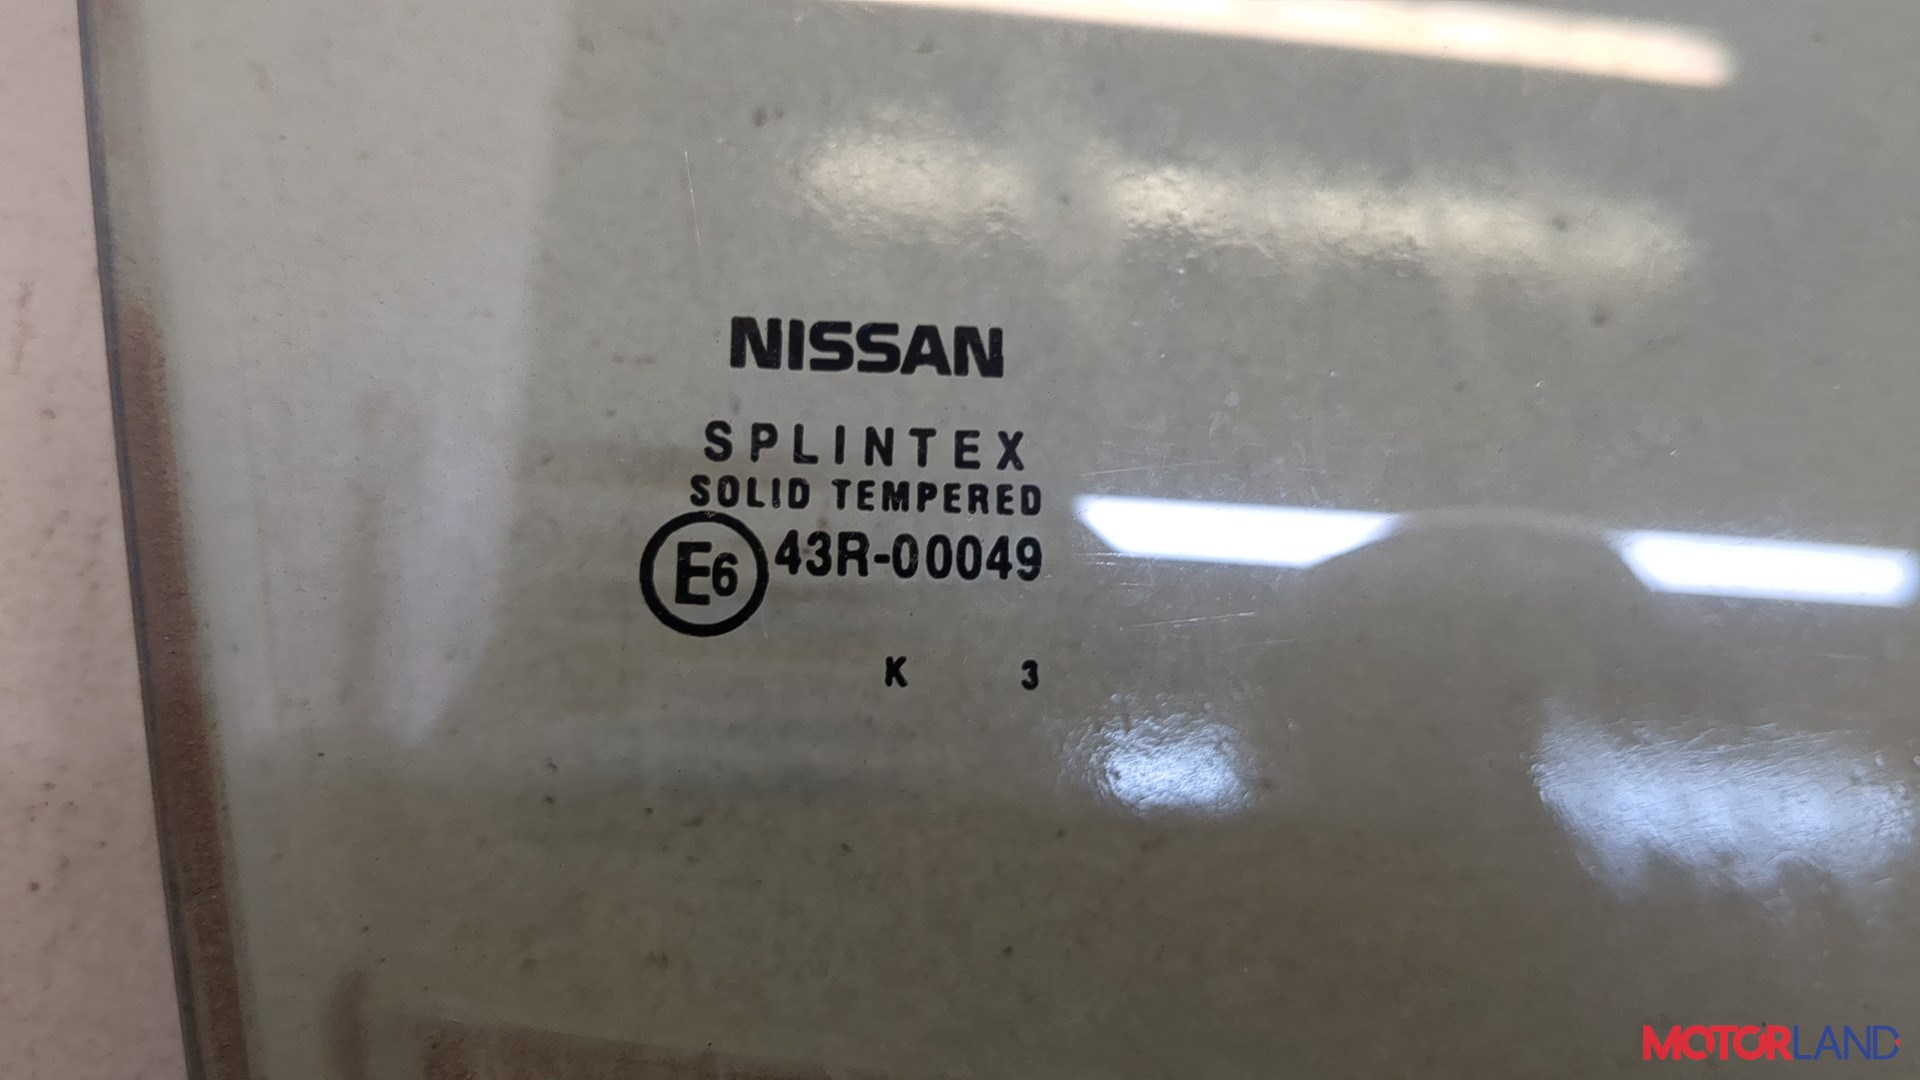 NISSAN
SPLINTEX
SOLID TEMPERED
E6 43R-00049
K 3
MOTORLAND